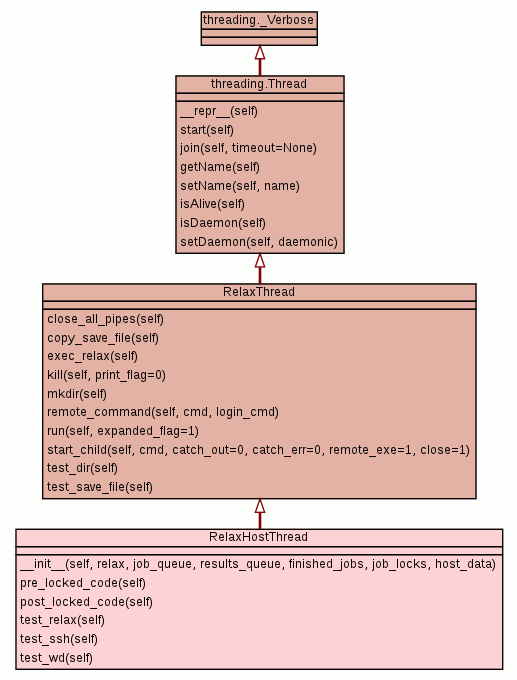 threading._Verbose
threading.Thread
__repr__(self)
start(self)
join(self, timeout=None)
getName(self)
setName(self, name)
isAlive(self)
isDaemon(self)
setDaemon(self, daemonic)
RelaxThread
close_all_pipes(self)
copy_save_file(self)
exec_relax(self)
kill(self, print_flag=0)
mkdir(self)
remote_command(self, cmd, login_cmd)
run(self, expanded_flag=1)
start_child(self, cmd, catch_out=0, catch_err=0, remote_exe=1, close=1)
test_dir(self)
test_save_file(self)
RelaxHostThread
__init__(self, relax, job_queue, results_queue, finished_jobs, job_locks, host_data)
pre_locked_code(self)
post_locked_code(self)
test_relax(self)
test_ssh(self)
test_wd(self)